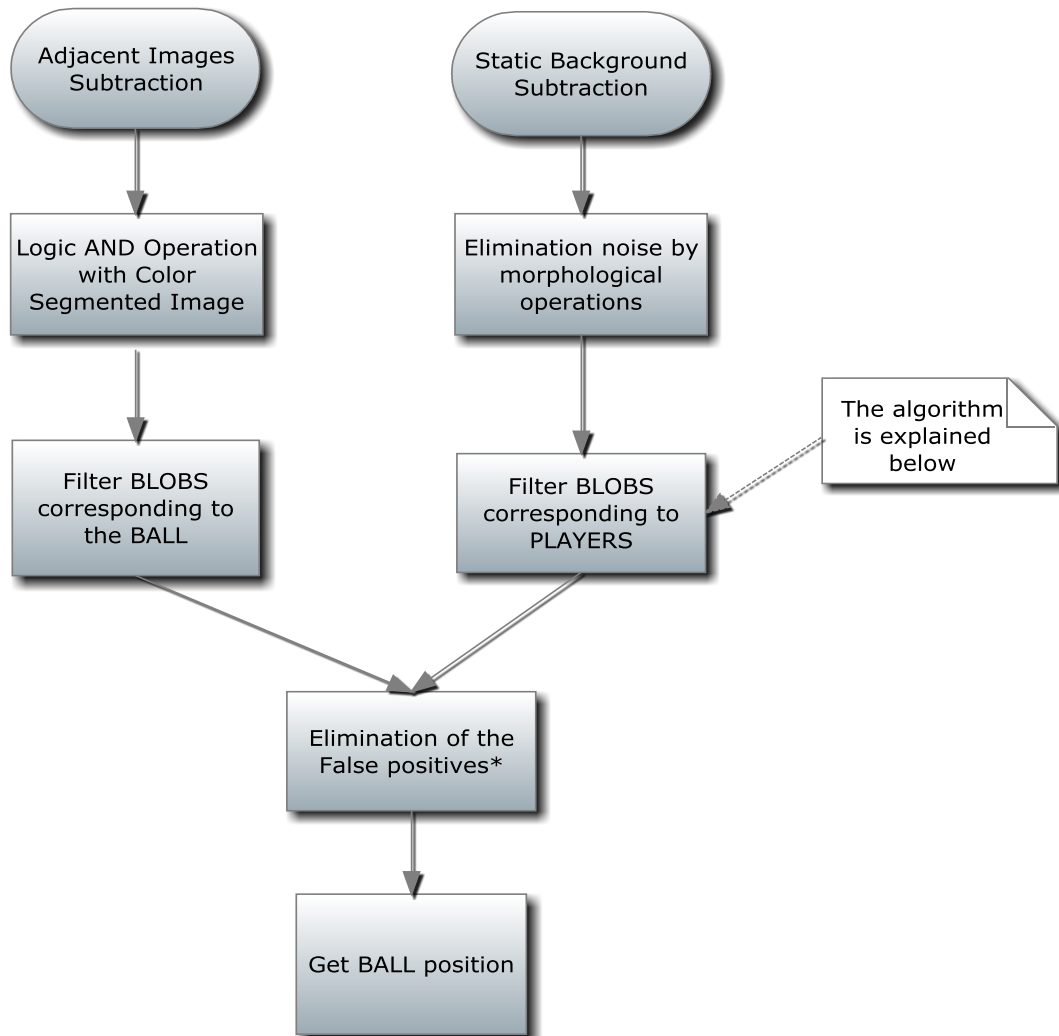 Adjacent Images
Subtraction
Static Background
Subtraction
Logic AND Operation
with Color
Segmented Image
Elimination noise by
morphological
operations
The algorithm
is explained
below
Filter BLOBS
corresponding to
the BALL
Filter BLOBS
corresponding to
PLAYERS
Elimination of the
False positives*
Get BALL position